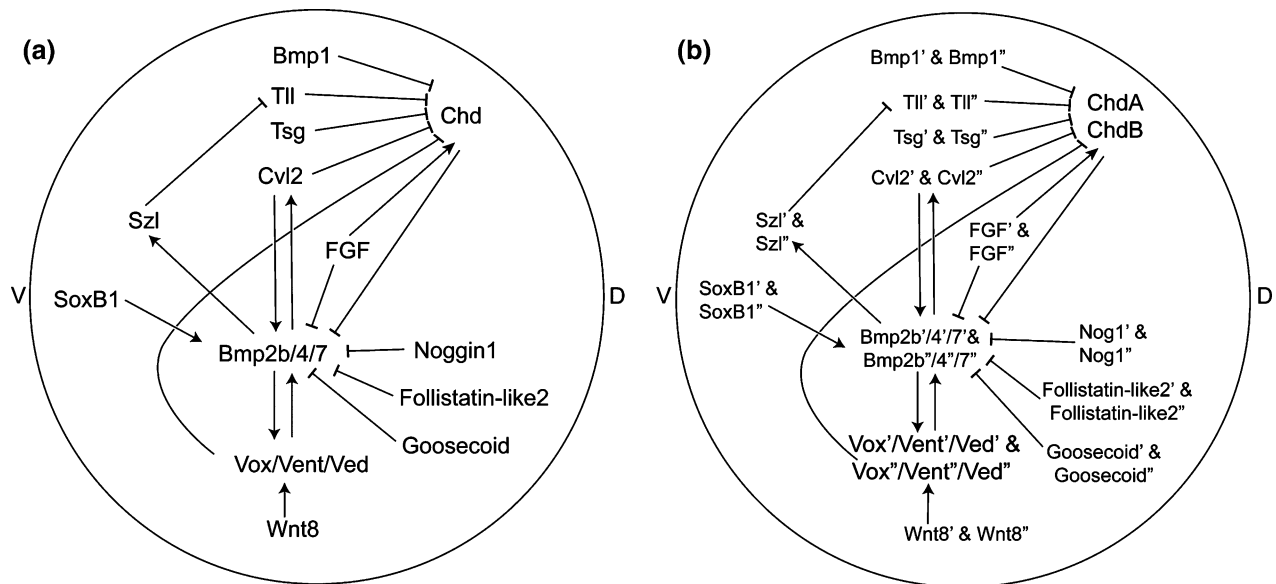 (a)
Bmp1
Tll
Tsg
Chd
Cvl2
Szl
FGF
V
SoxB1
D
Bmp2b/4/7
Noggin1
Follistatin-like2
Goosecoid
Vox/Vent/Ved
Wnt8
(b)
Bmp1’ & Bmp1”
Tll’ & Tll”
ChdA
ChdB
Tsg’ & Tsg”
Cvl2’ & Cvl2”
Szl’ &
Szl”
FGF’ &
FGF”
V
SoxB1’ &
SoxB1”
D
Bmp2b’/4’/7’&
Bmp2b”/4”/7”
Nog1’ &
Nog1”
Follistatin-like2’ &
Follistatin-like2”
Goosecoid’ &
Goosecoid”
Vox’/Vent’/Ved’ &
Vox”/Vent”/Ved”
Wnt8’ & Wnt8”